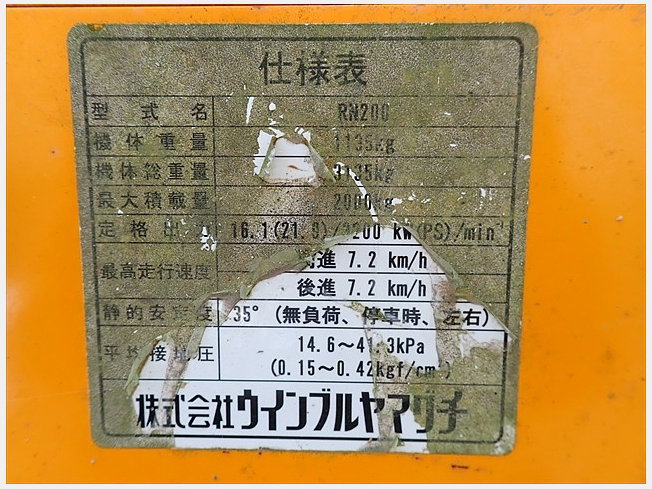 仕様表
型式名 RN200
機体重量 1135kg
機体総重量 3135kg
最大積載量 2000kg
定格出力 16.1(21.9)/3200 kW(PS)/min
最高走行速度 前進 7.2 km/h
後進 7.2 km/h
静的安定度 35° (無負荷、停車時、左右)
平均接地圧 14.6~41.3kPa
(0.15~0.42kgf/cm²)
株式会社ウインブルヤマグチ